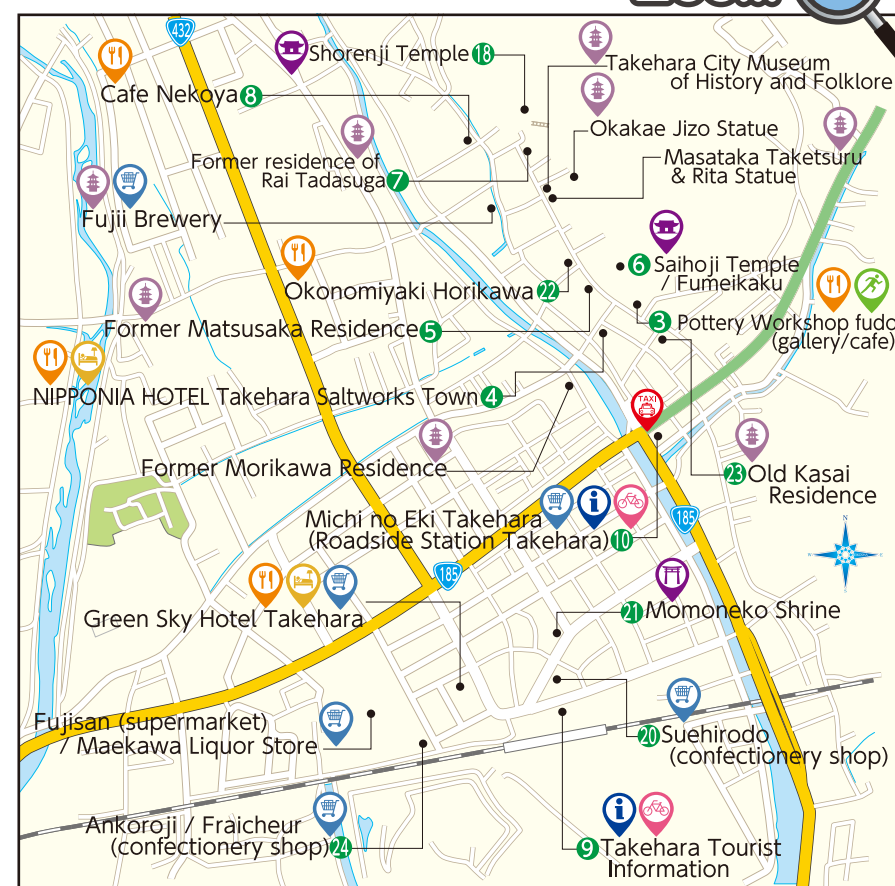 432
Shorenji Temple 18
Takehara City Museum
of History and Folklore
Cafe Nekoya 8
Okakae Jizo Statue
Former residence of
Rai Tadasuga 7
Masataka Taketsuru
& Rita Statue
Fujii Brewery
6 Saihoji Temple
/ Fumeikaku
Okonomiyaki Horikawa 22
Former Matsusaka Residence 5
3 Pottery Workshop fudo
(gallery/cafe)
NIPPONIA HOTEL Takehara Saltworks Town 4
TAXI
Former Morikawa Residence
23 Old Kasai
Residence
Michi no Eki Takehara
(Roadside Station Takehara) 10
185
N
185
Green Sky Hotel Takehara
21 Momoneko Shrine
Fujisan (supermarket)
/ Maekawa Liquor Store
20 Suehirodo
(confectionery shop)
Ankoroji / Fraicheur
(confectionery shop) 24
9 Takehara Tourist
Information